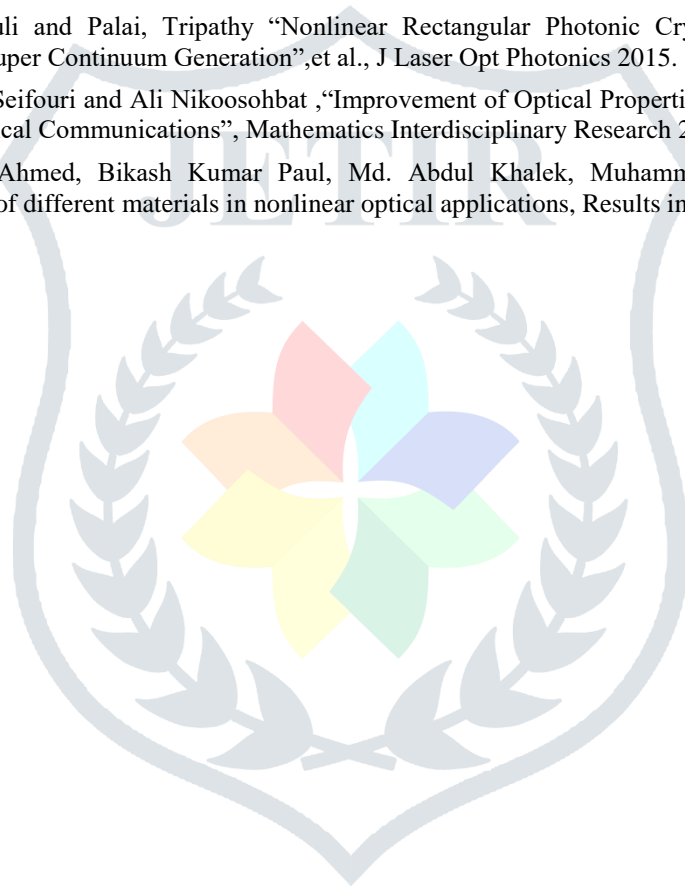 uli and Palai, Tripathy “Nonlinear Rectangular Photonic Cry
uper Continuum Generation”,et al., J Laser Opt Photonics 2015.
Seifouri and Ali Nikoosohbat ,“Improvement of Optical Properti
cal Communications”, Mathematics Interdisciplinary Research 2
Ahmed, Bikash Kumar Paul, Md. Abdul Khalek, Muhamm
of different materials in nonlinear optical applications, Results in
JETIR